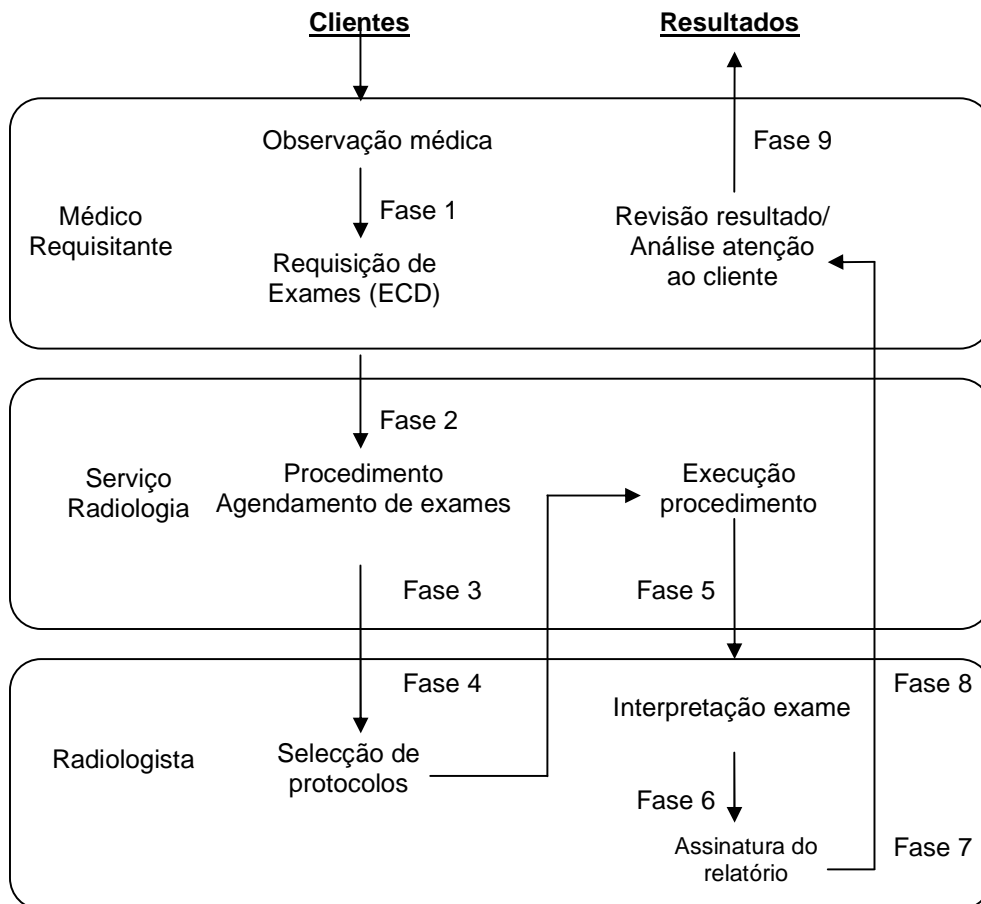 Clientes
Resultados
Observação médica
Fase 9
Fase 1
Médico
Requisitante
Revisão resultado/
Análise atenção
ao cliente
Requisição de
Exames (ECD)
Fase 2
Serviço
Radiologia
Procedimento
Agendamento de exames
Execução
procedimento
Fase 3
Fase 5
Fase 4
Fase 8
Interpretação exame
Radiologista
Selecção de
protocolos
Fase 6
Assinatura do
relatório
Fase 7